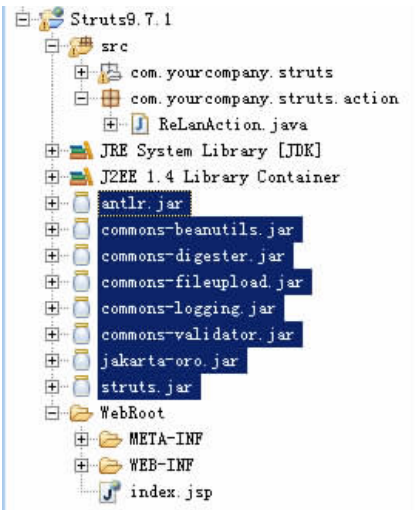 Struts9.7.1
src
com.yourcompany.struts
com.yourcompany.struts.action
ReLanAction.java
JRE System Library [JDK]
J2EE 1.4 Library Container
antlr.jar
commons-beanutils.jar
commons-digester.jar
commons-fileupload.jar
commons-logging.jar
commons-validator.jar
jakarta-oro.jar
struts.jar
WebRoot
META-INF
WEB-INF
index.jsp